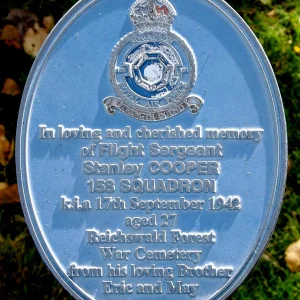 In loving and cherished memory
of Flight Sergeant
Stanley COOPER
158 SQUADRON
k.i.a 17th September 1942
aged 27
Reichswald Forest
War Cemetery
from his loving Brother
Eric and May